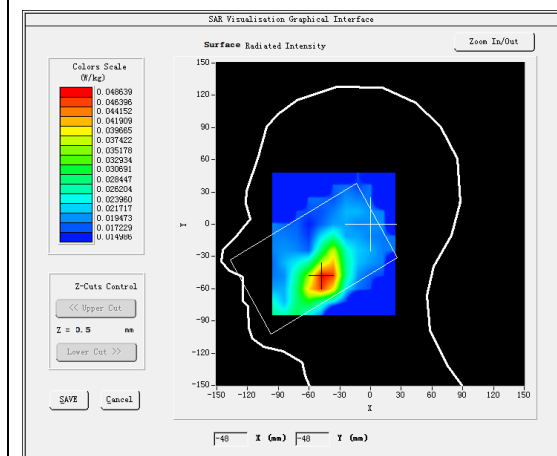 SAR Visualisation Graphical Interface
Surface Radiated Intensity
Zoom In/Out
Colors Scale
(W/kg)
0.048639
0.046396
0.044152
0.041909
0.039665
0.037422
0.035178
0.032934
0.030691
0.028447
0.026204
0.023960
0.021717
0.019473
0.017229
0.014986
Z-Cuts Control
<< Upper Cut
Z = 0.5 mm
Lower Cut >>
SAVE Cancel
150
120
90
60
30
0
-30
-60
-90
-120
-150
Y
-150 -120 -90 -60 -30 0 30 60 90 120 150
X
-48 X (mm) -48 Y (mm)